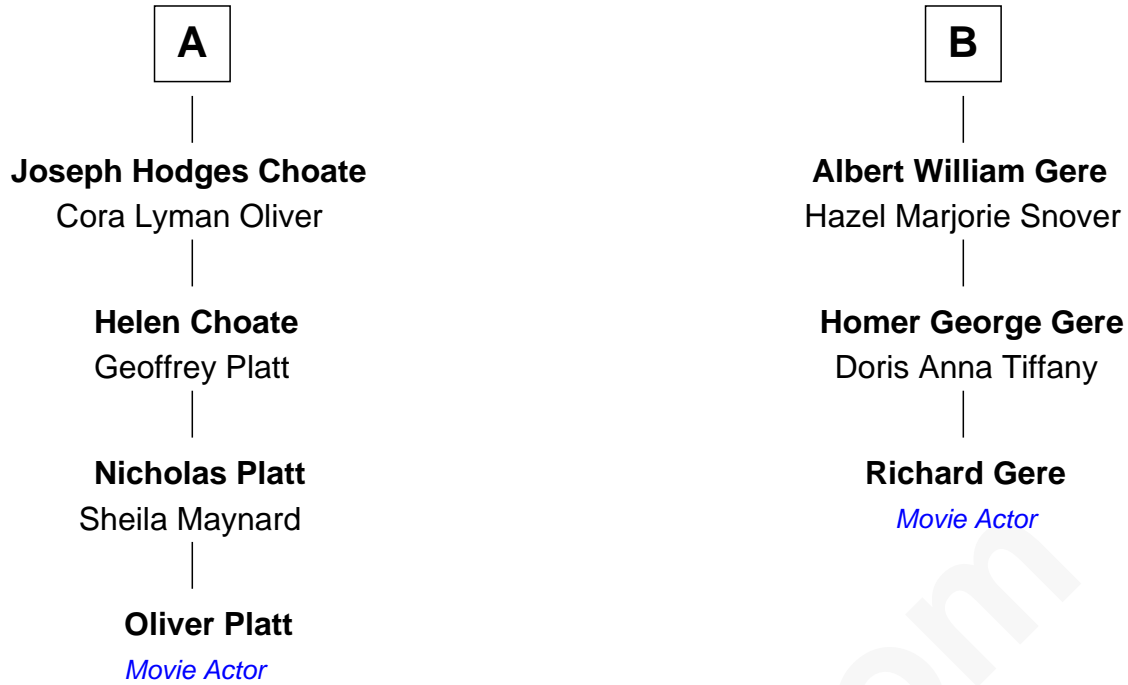 A
Joseph Hodges Choate
Cora Lyman Oliver
Helen Choate
Geoffrey Platt
Nicholas Platt
Sheila Maynard
Oliver Platt
Movie Actor
B
Albert William Gere
Hazel Marjorie Snover
Homer George Gere
Doris Anna Tiffany
Richard Gere
Movie Actor
om